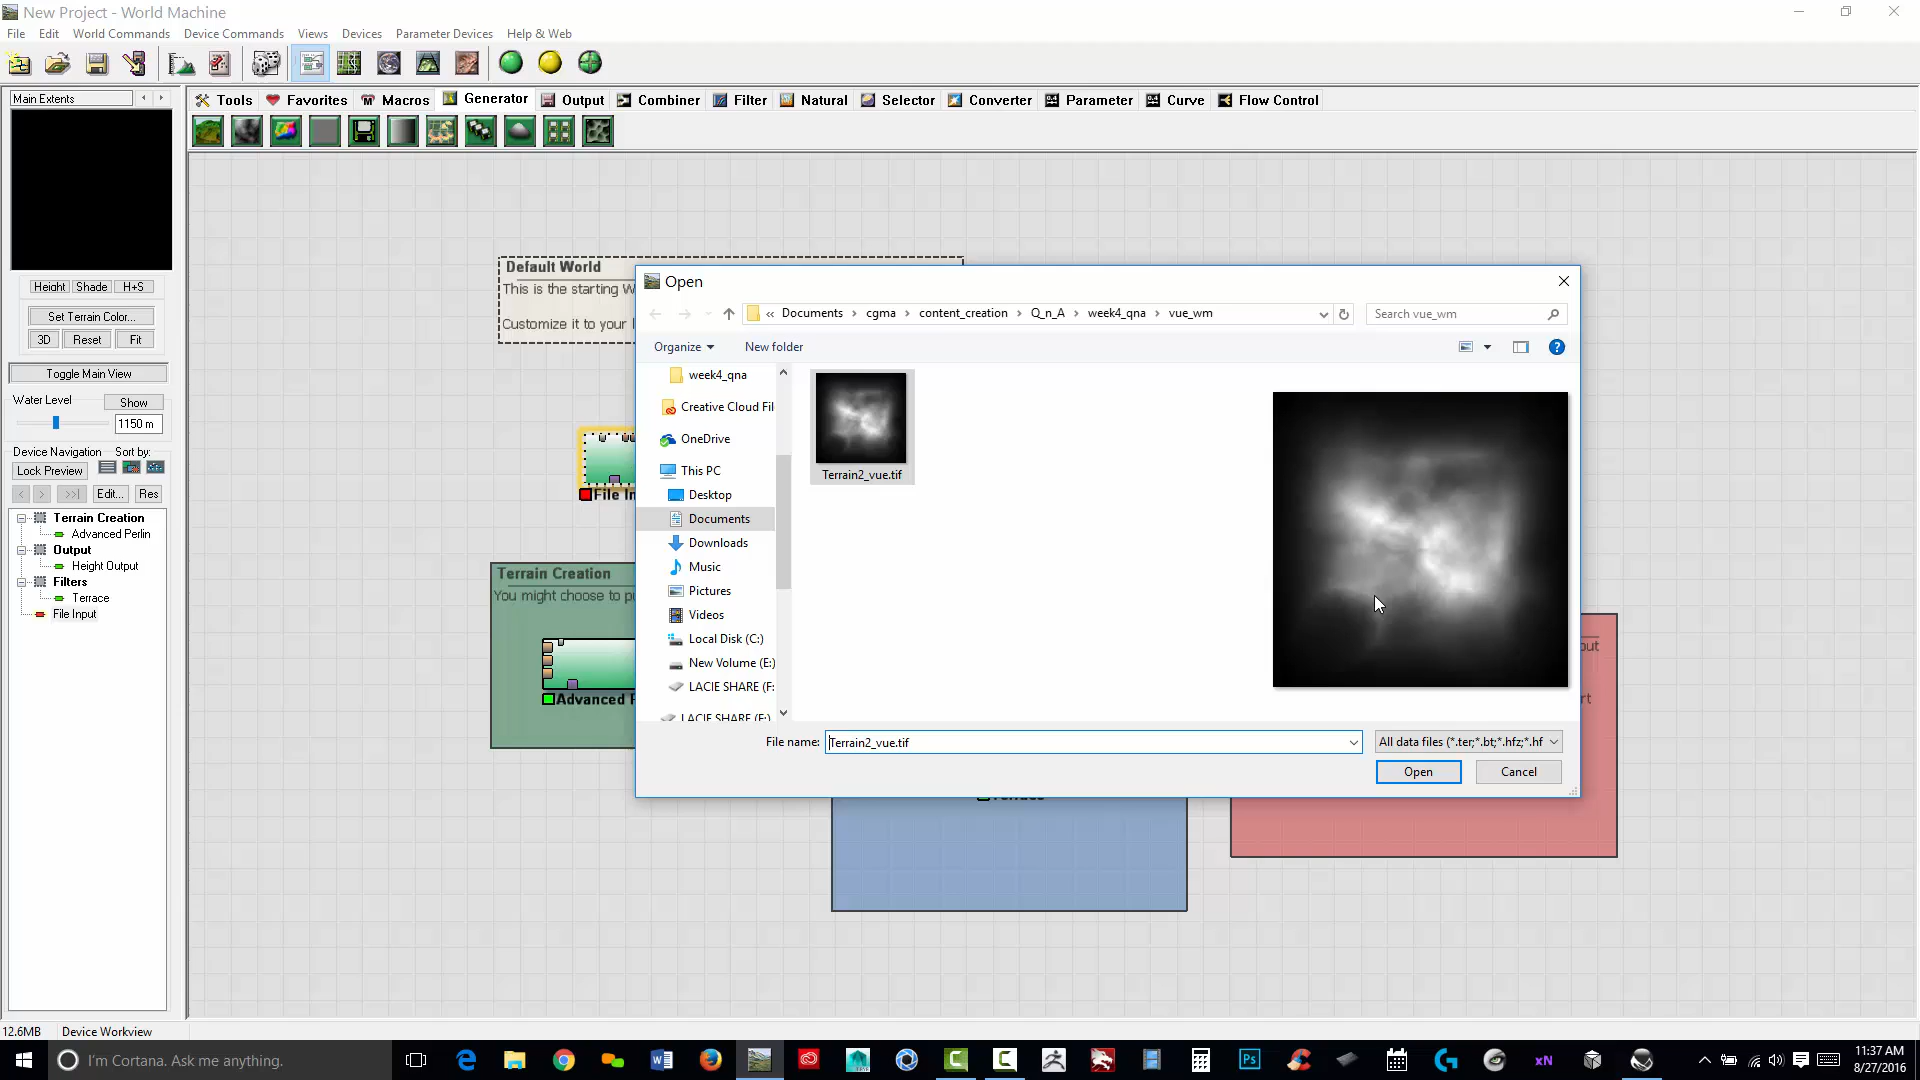 New Project - World Machine
File Edit World Commands Device Commands Views Devices Parameter Devices Help & Web
Main Extents
Tools Favorites Macros Generator Output Combiner Filter Natural Selector Converter Parameter Curve Flow Control
Height Shade H+S
Set Terrain Color...
3D Reset Fit
Toggle Main View
Water Level Show
1150 m
Device Navigation Sort by:
Lock Preview
Edit... Res
Terrain Creation
Advanced Perlin
Output
Height Output
Filters
Terrace
File Input
Default World
This is the starting W
Customize it to your
File In
Terrain Creation
You might choose to p
Advanced
Open
« Documents › cgma › content_creation › Q_n_A › week4_qna › vue_wm
Search vue_wm
Organize New folder
week4_qna
Creative Cloud Fil
OneDrive
This PC
Desktop
Documents
Downloads
Music
Pictures
Videos
Local Disk (C:)
New Volume (E:)
LACIE SHARE (F:
LACIE SHARE (F:)
Terrain2_vue.tif
File name: Terrain2_vue.tif
All data files (*.ter;*.bt;*.hfz;*.hf
Open Cancel
out
rt
12.6MB Device Workview
I'm Cortana. Ask me anything.
Ps
xN
11:37 AM
8/27/2016